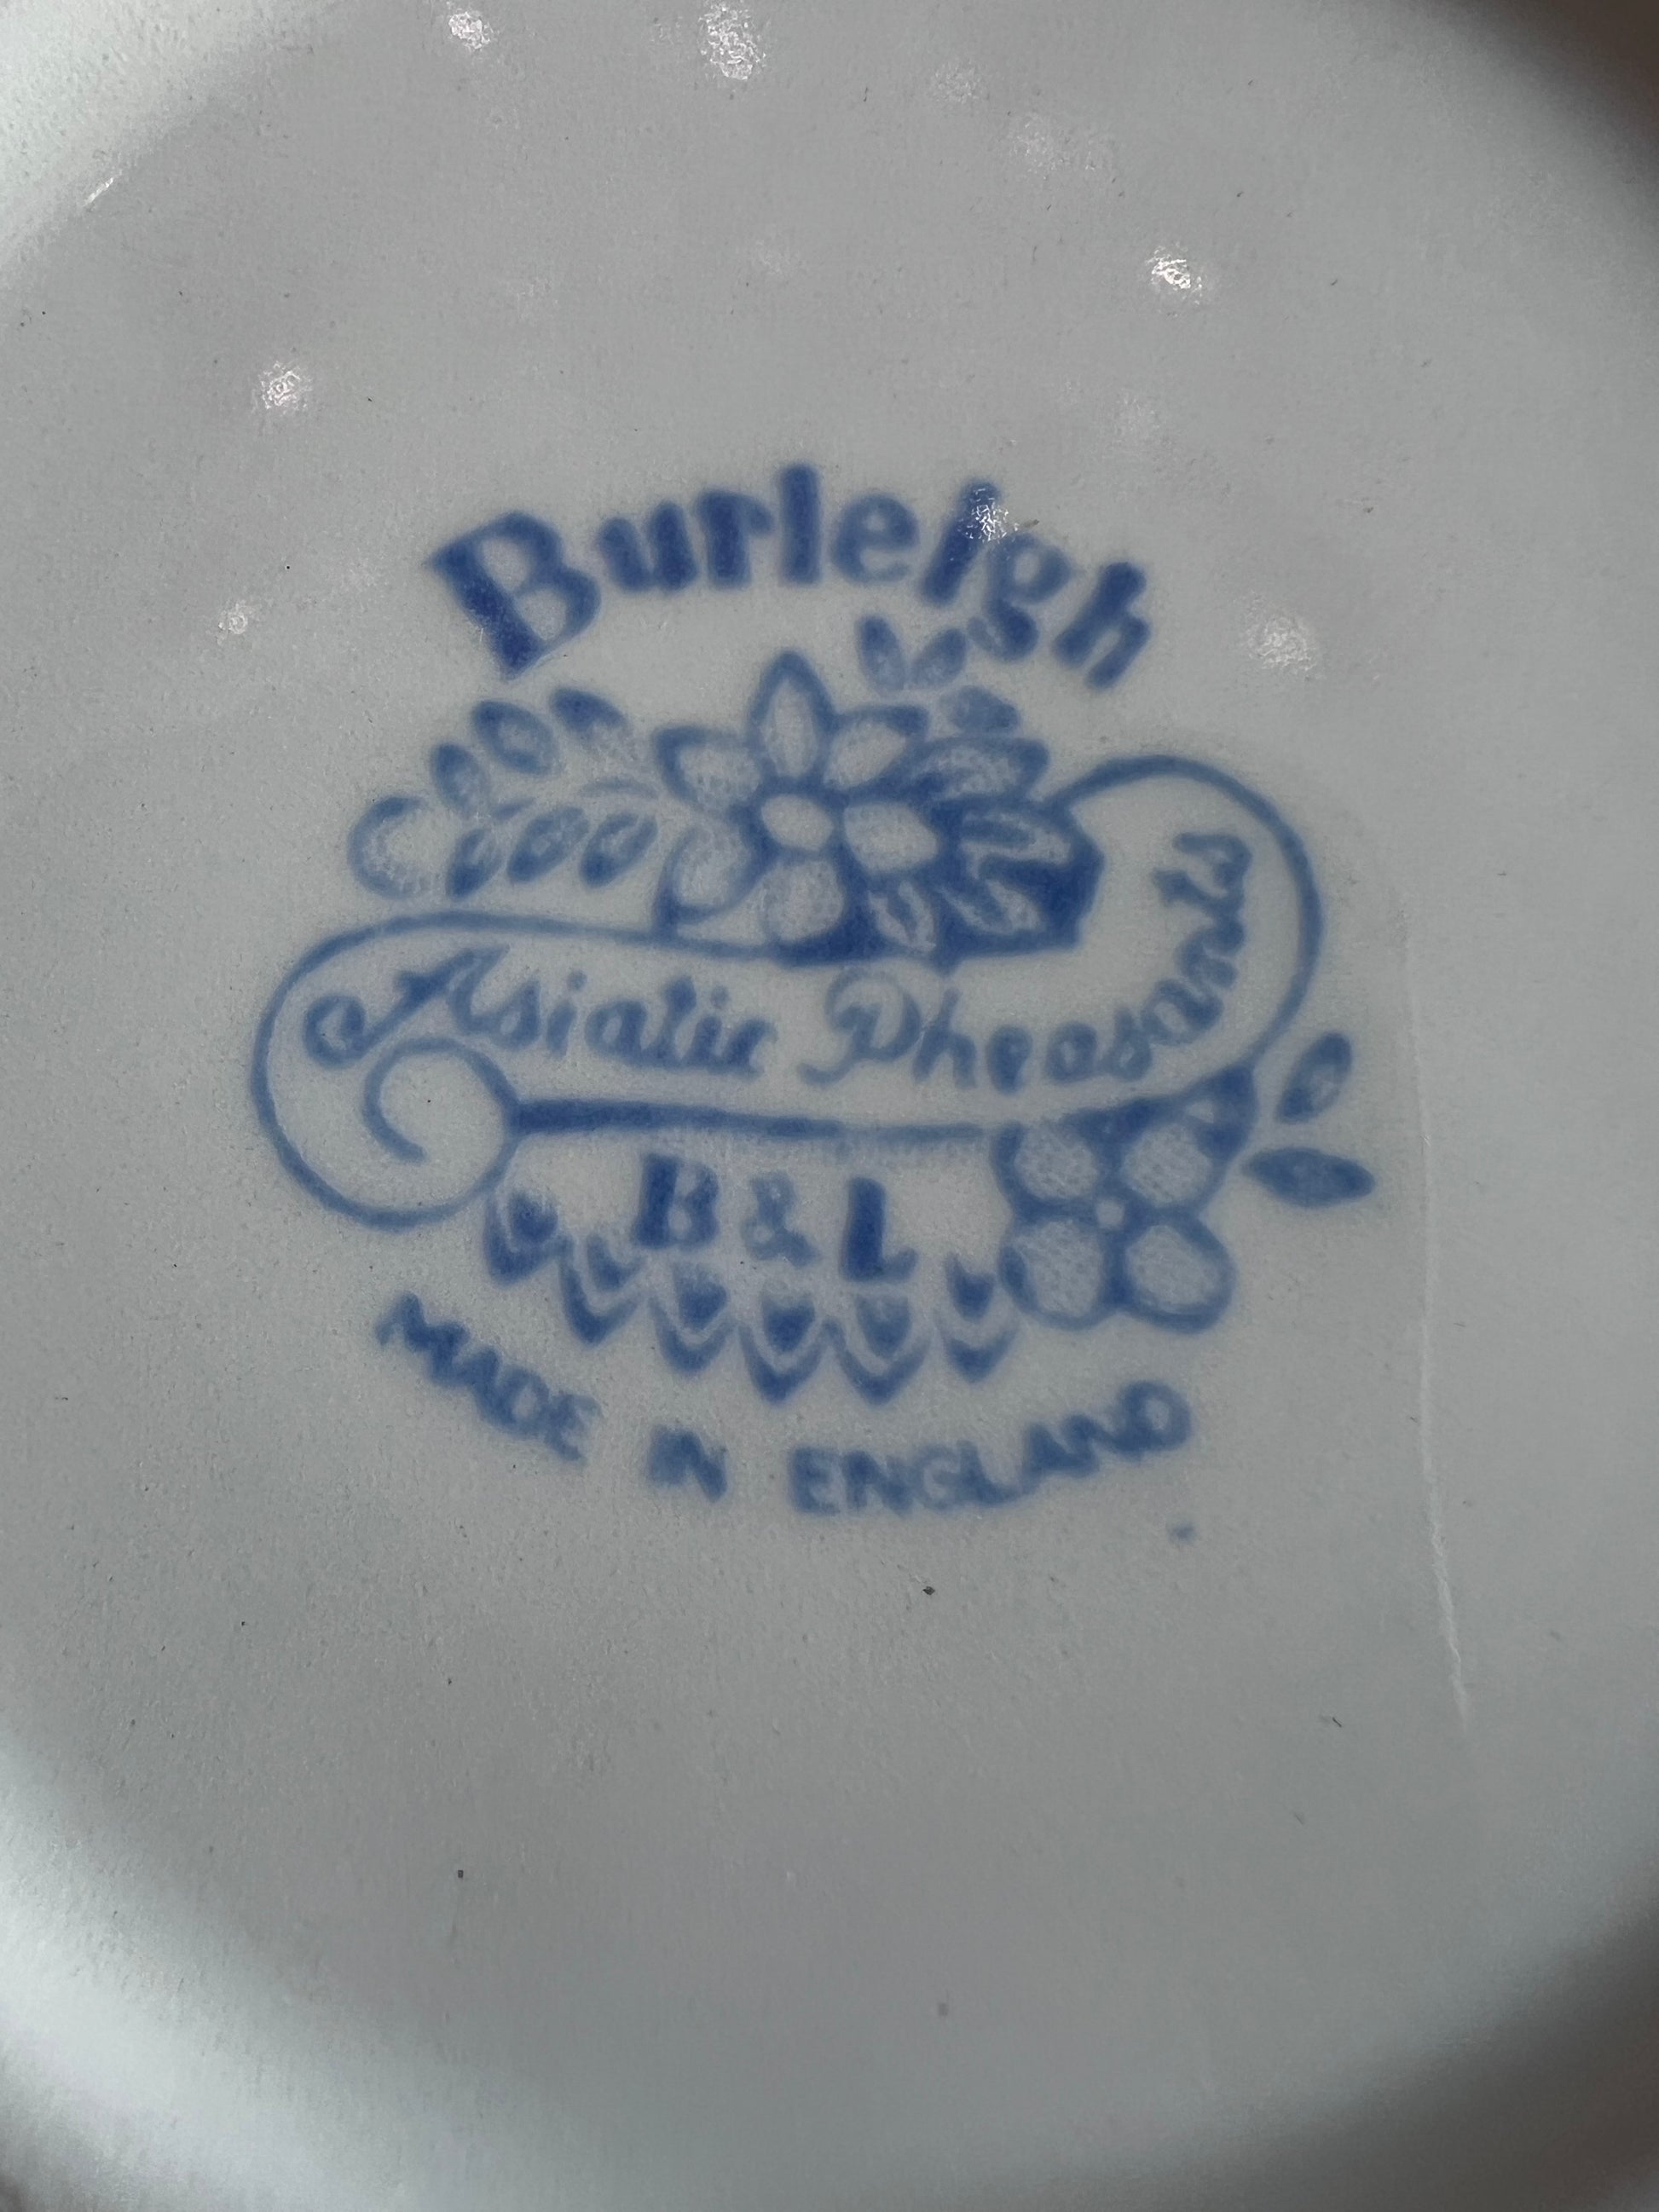 Burleigh
Asiatic Pheasants
B & L
MADE IN ENGLAND